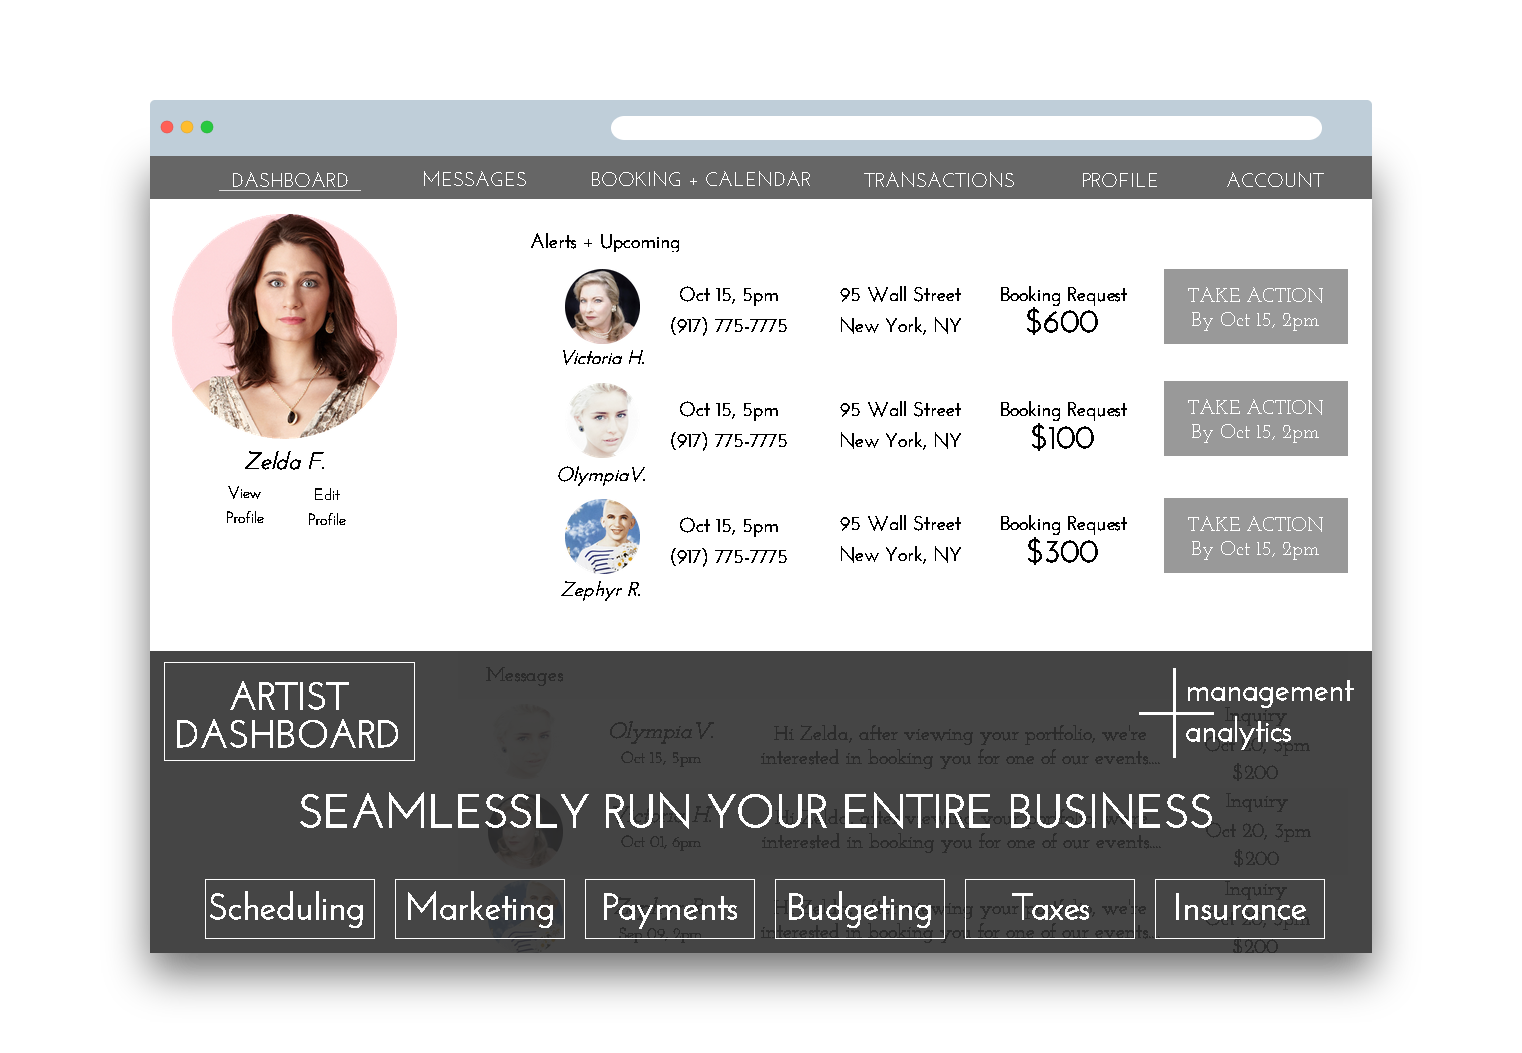 DASHBOARD
MESSAGES
BOOKING + CALENDAR
TRANSACTIONS
PROFILE
ACCOUNT
Alerts + Upcoming
Zelda F.
View
Profile
Edit
Profile
Victoria H.
Oct 15, 5pm
(917) 775-7775
95 Wall Street
New York, NY
Booking Request
$600
TAKE ACTION
By Oct 15, 2pm
OlympiaV.
Oct 15, 5pm
(917) 775-7775
95 Wall Street
New York, NY
Booking Request
$100
TAKE ACTION
By Oct 15, 2pm
Zephyr R.
Oct 15, 5pm
(917) 775-7775
95 Wall Street
New York, NY
Booking Request
$300
TAKE ACTION
By Oct 15, 2pm
ARTIST
DASHBOARD
management
analytics
Messages
OlympiaV.
Oct 15, 5pm
Hi Zelda, after viewing your portfolio, we're
interested in booking you for one of our events....
Inquiry
Oct 20, 3pm
$200
SEAMLESSLY RUN YOUR ENTIRE BUSINESS
Oct 01, 6pm
interested in booking you for one of our events....
Inquiry
Oct 20, 3pm
$200
Scheduling
Marketing
Payments
Budgeting
Taxes
Insurance
Sep 09, 2pm
interested in booking you for one of our events....
Inquiry
$200